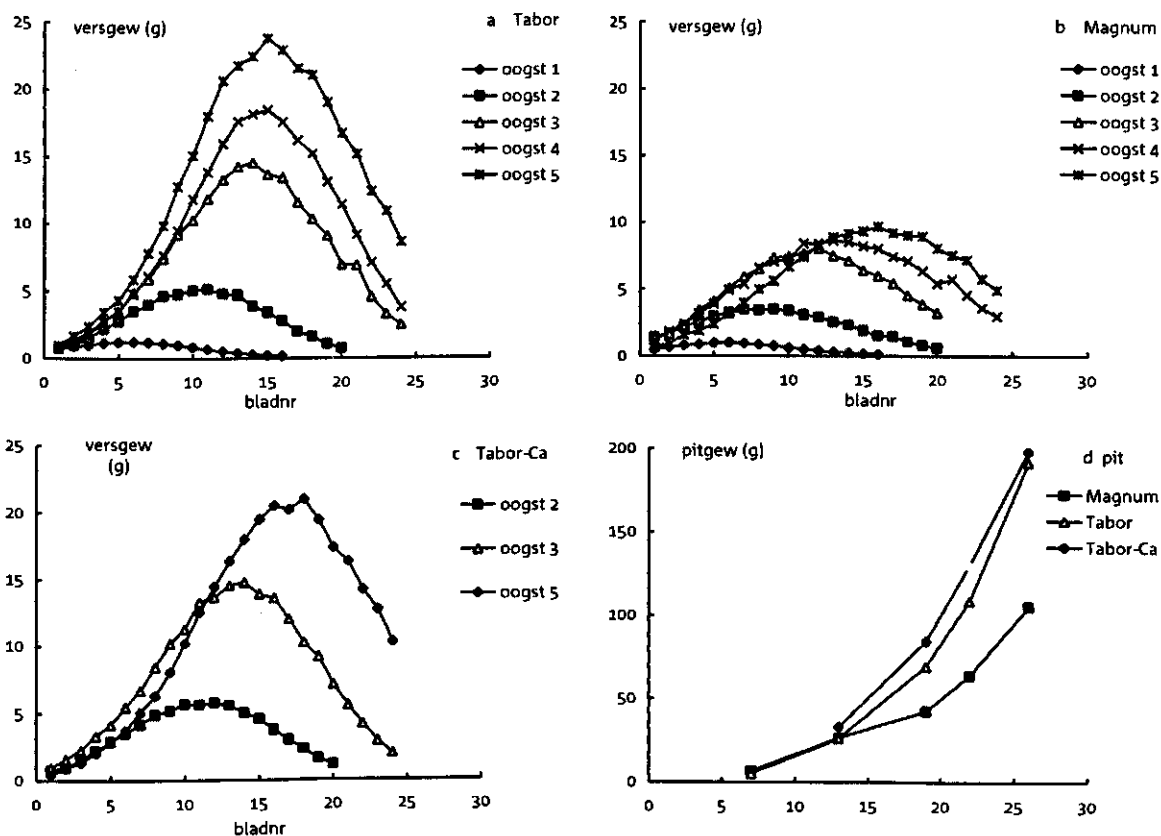 versgew (g)
a Tabor
oogst 1
oogst 2
oogst 3
oogst 4
oogst 5
25
20
15
10
5
0
0 5 10 15 20 25 30
bladnr
versgew (g)
b Magnum
oogst 1
oogst 2
oogst 3
oogst 4
oogst 5
25
20
15
10
5
0
0 5 10 15 20 25 30
bladnr
versgew
(g)
c Tabor-Ca
oogst 2
oogst 3
oogst 5
25
20
15
10
5
0
0 5 10 15 20 25 30
bladnr
pitgew (g)
d pit
Magnum
Tabor
Tabor-Ca
200
150
100
50
0
0 5 10 15 20 25 30